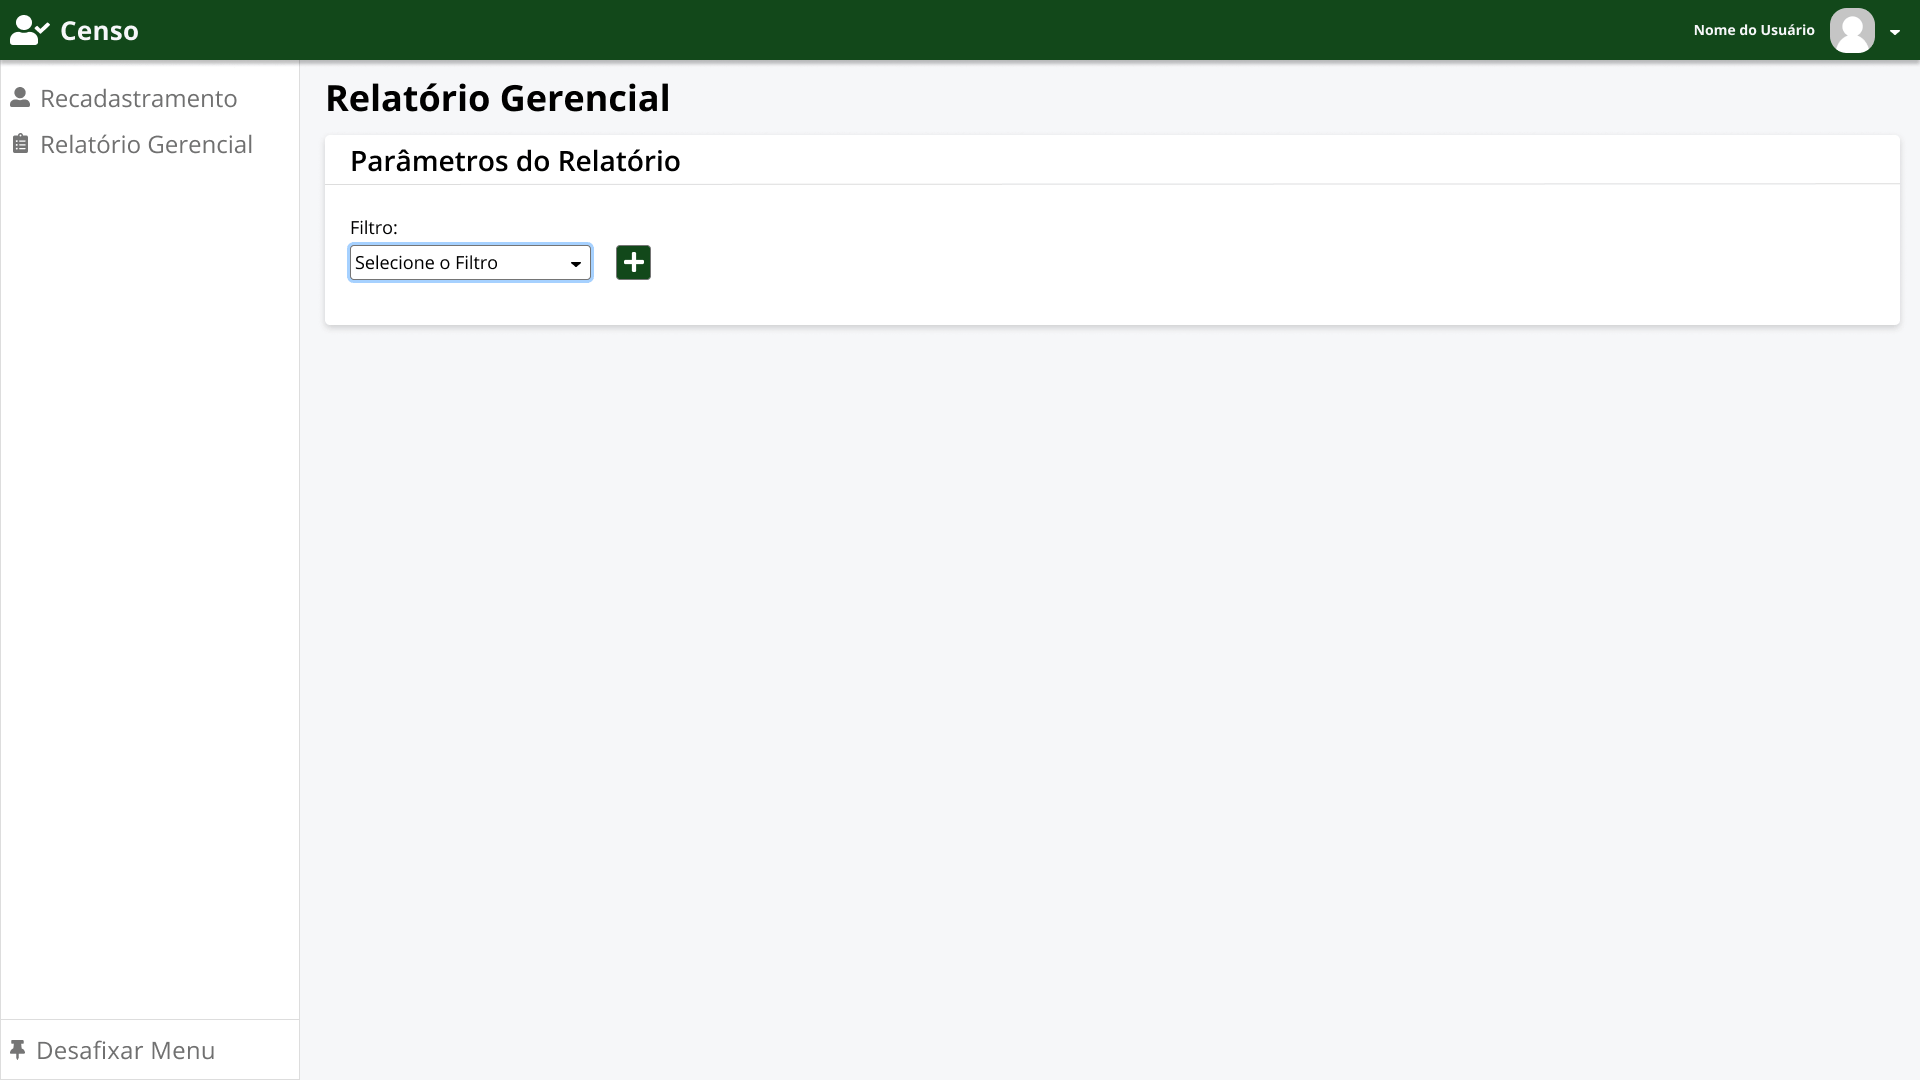 Censo
Nome do Usuário
Recadastramento
Relatório Gerencial
Relatório Gerencial
Parâmetros do Relatório
Filtro:
Selecione o Filtro
Desafixar Menu